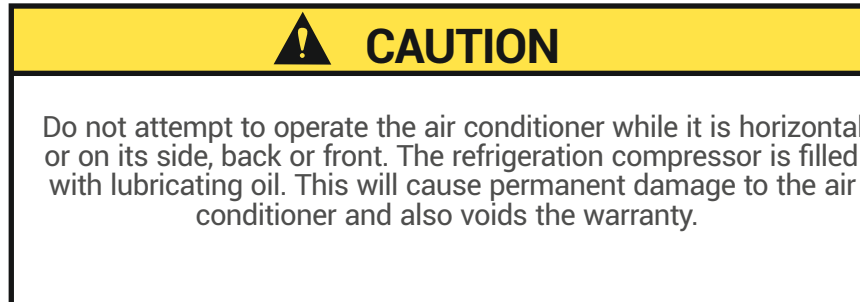 CAUTION
Do not attempt to operate the air conditioner while it is horizontal
or on its side, back or front. The refrigeration compressor is filled
with lubricating oil. This will cause permanent damage to the air
conditioner and also voids the warranty.